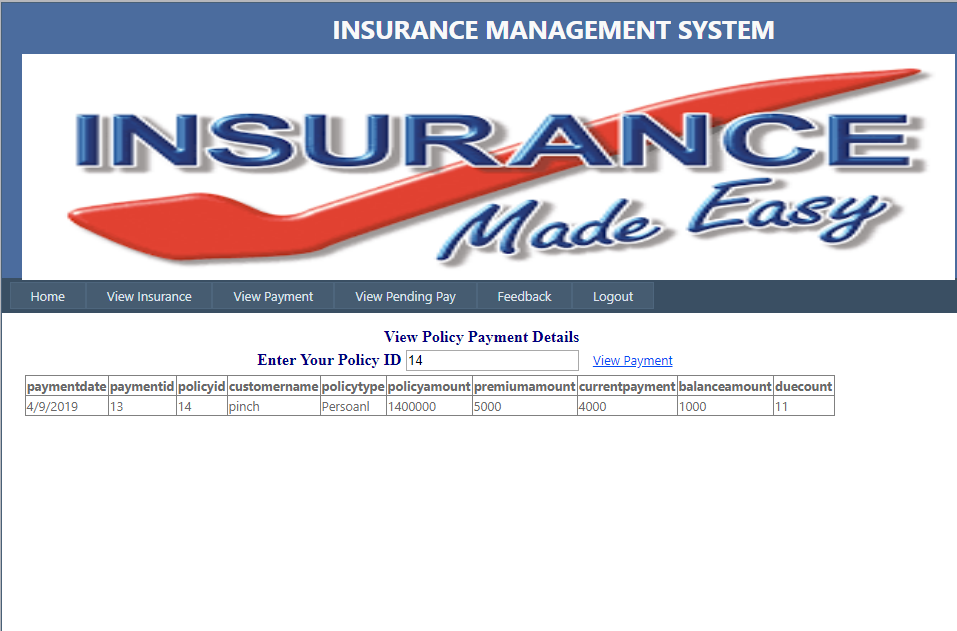 INSURANCE MANAGEMENT SYSTEM
INSURANCE
Made Easy
Home View Insurance View Payment View Pending Pay Feedback Logout
View Policy Payment Details
Enter Your Policy ID 14 View Payment
paymentdate paymentid policyid customername policytype policyamount premiumamount currentpayment balanceamount duecount
4/9/2019 13 14 pinch Persoanl 1400000 5000 4000 1000 11